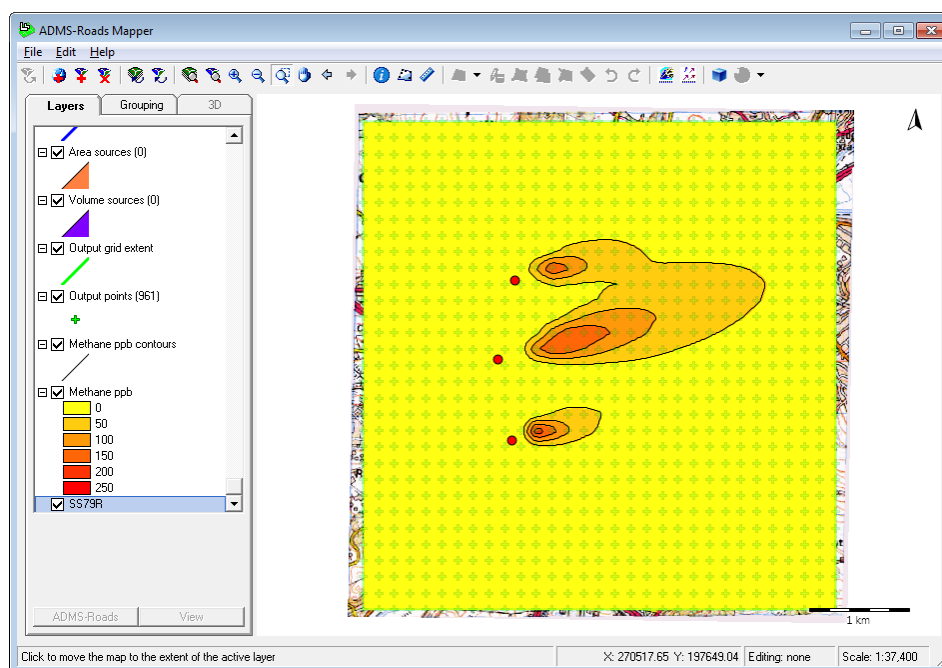 ADMS-Roads Mapper
File Edit Help
Layers Grouping 3D
Area sources (0)
Volume sources (0)
Output grid extent
Output points (961)
Methane ppb contours
Methane ppb
0
50
100
150
200
250
SS79R
ADMS-Roads View
1 km
Click to move the map to the extent of the active layer X: 270517.65 Y: 197649.04 Editing: none Scale: 1:37,400